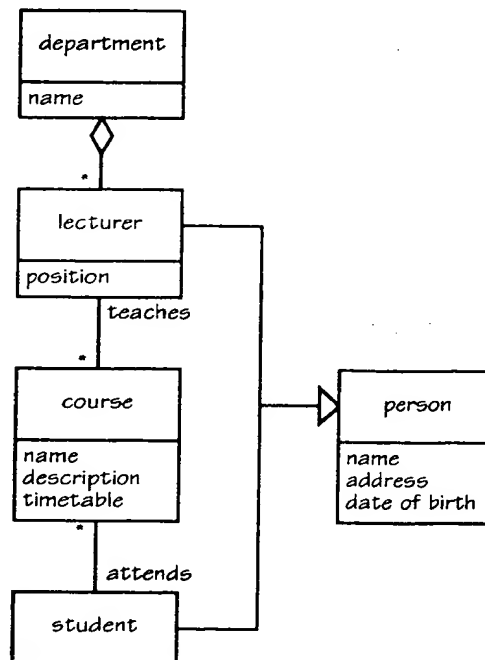 department
name
*
lecturer
position
teaches
*
course
name
description
timetable
*
attends
student
person
name
address
date of birth